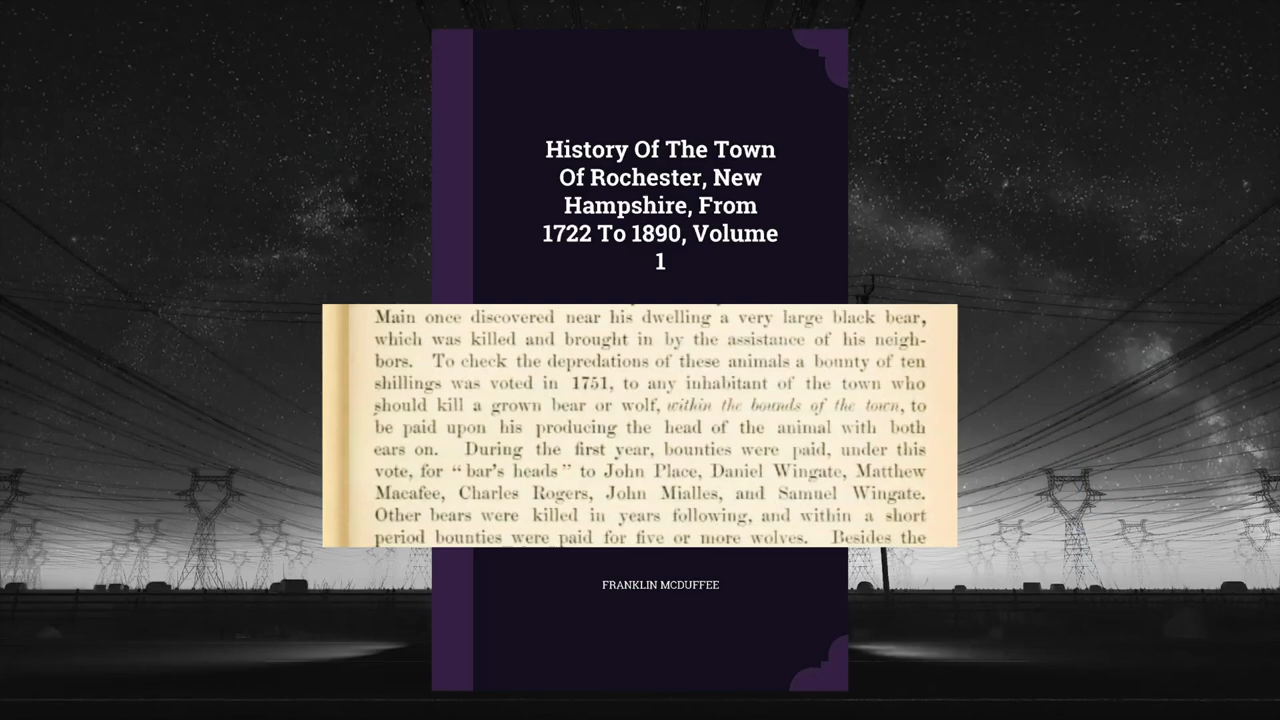 History Of The Town
Of Rochester, New
Hampshire, From
1722 To 1890, Volume
1
Main once discovered near his dwelling a very large black bear,
which was killed and brought in by the assistance of his neigh-
bors. To check the depredations of these animals a bounty of ten
shillings was voted in 1751, to any inhabitant of the town who
should kill a grown bear or wolf, within the bounds of the town, to
be paid upon his producing the head of the animal with both
ears on. During the first year, bounties were paid, under this
vote, for “bar's heads” to John Place, Daniel Wingate, Matthew
Macafee, Charles Rogers, John Mialles, and Samuel Wingate.
Other bears were killed in years following, and within a short
period bounties were paid for five or more wolves. Besides the
FRANKLIN MCDUFFEE